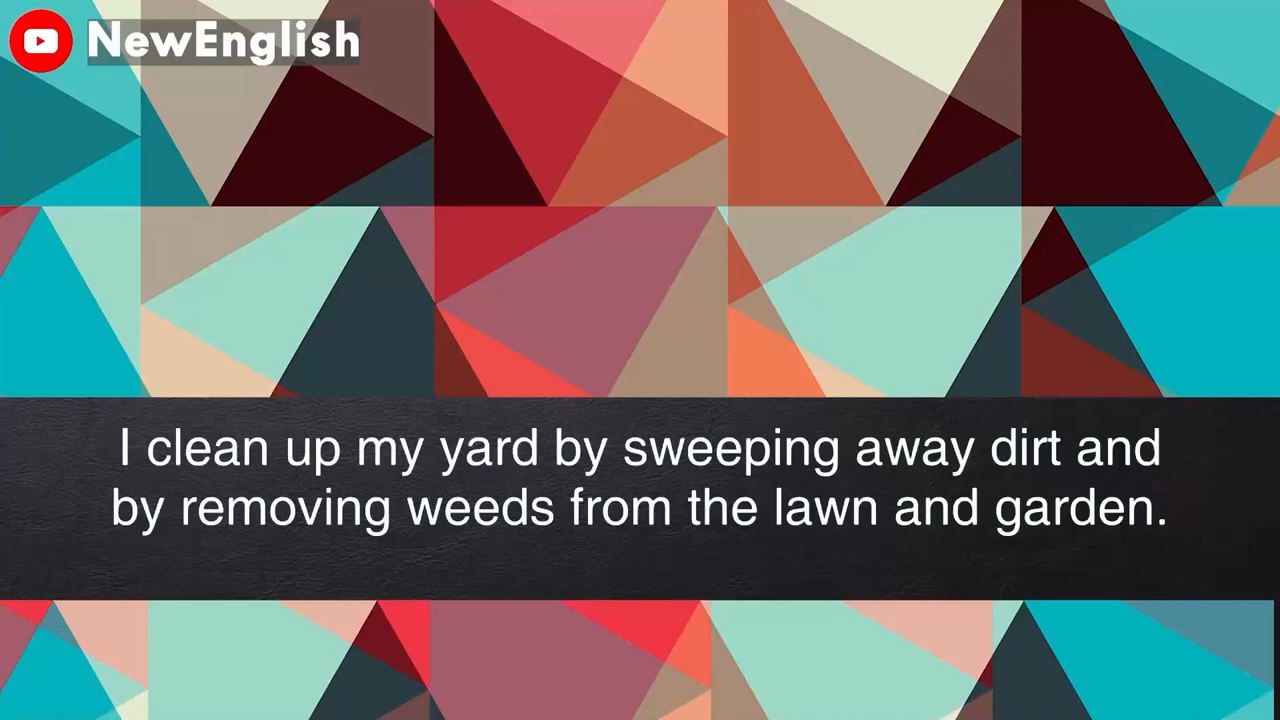 NewEnglish
I clean up my yard by sweeping away dirt and
by removing weeds from the lawn and garden.